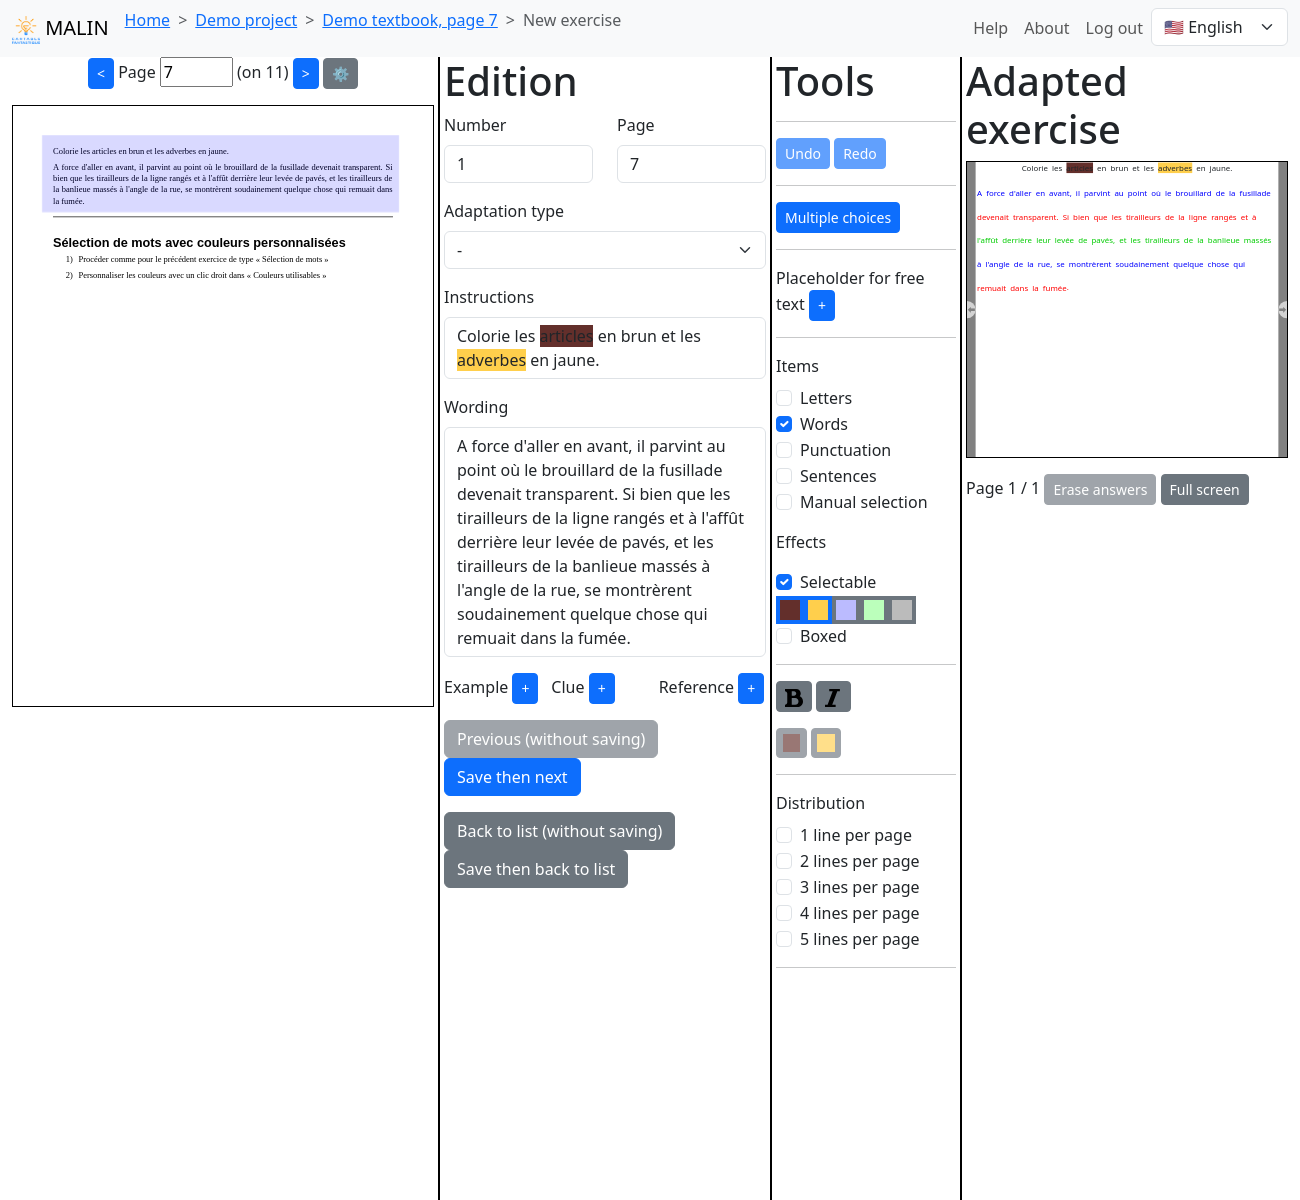 MALIN Home > Demo project > Demo textbook, page 7 > New exercise Help About Log out 🇺🇸 English
< Page 7 (on 11) > ⚙️
Colorie les articles en brun et les adverbes en jaune.
A force d'aller en avant, il parvint au point où le brouillard de la fusillade devenait transparent. Si
bien que les tirailleurs de la ligne rangés et à l'affût derrière leur levée de pavés, et les tirailleurs de
la banlieue massés à l'angle de la rue, se montrèrent soudainement quelque chose qui remuait dans
la fumée.
Sélection de mots avec couleurs personnalisées
1) Procéder comme pour le précédent exercice de type « Sélection de mots »
2) Personnaliser les couleurs avec un clic droit dans « Couleurs utilisables »
Edition
Number Page
1 7
Adaptation type
-
Instructions
Colorie les articles en brun et les
adverbes en jaune.
Wording
A force d'aller en avant, il parvint au
point où le brouillard de la fusillade
devenait transparent. Si bien que les
tirailleurs de la ligne rangés et à l'affût
derrière leur levée de pavés, et les
tirailleurs de la banlieue massés à
l'angle de la rue, se montrèrent
soudainement quelque chose qui
remuait dans la fumée.
Example + Clue + Reference +
Previous (without saving)
Save then next
Back to list (without saving)
Save then back to list
Tools
Undo Redo
Multiple choices
Placeholder for free
text +
Items
Letters
Words
Punctuation
Sentences
Manual selection
Effects
Selectable
Boxed
B I
Distribution
1 line per page
2 lines per page
3 lines per page
4 lines per page
5 lines per page
Adapted
exercise
Colorie les articles en brun et les adverbes en jaune.
A force d'aller en avant, il parvint au point où le brouillard de la fusillade
devenait transparent. Si bien que les tirailleurs de la ligne rangés et à
l'affût derrière leur levée de pavés, et les tirailleurs de la banlieue massés
à l'angle de la rue, se montrèrent soudainement quelque chose qui
remuait dans la fumée.
Page 1 / 1 Erase answers Full screen